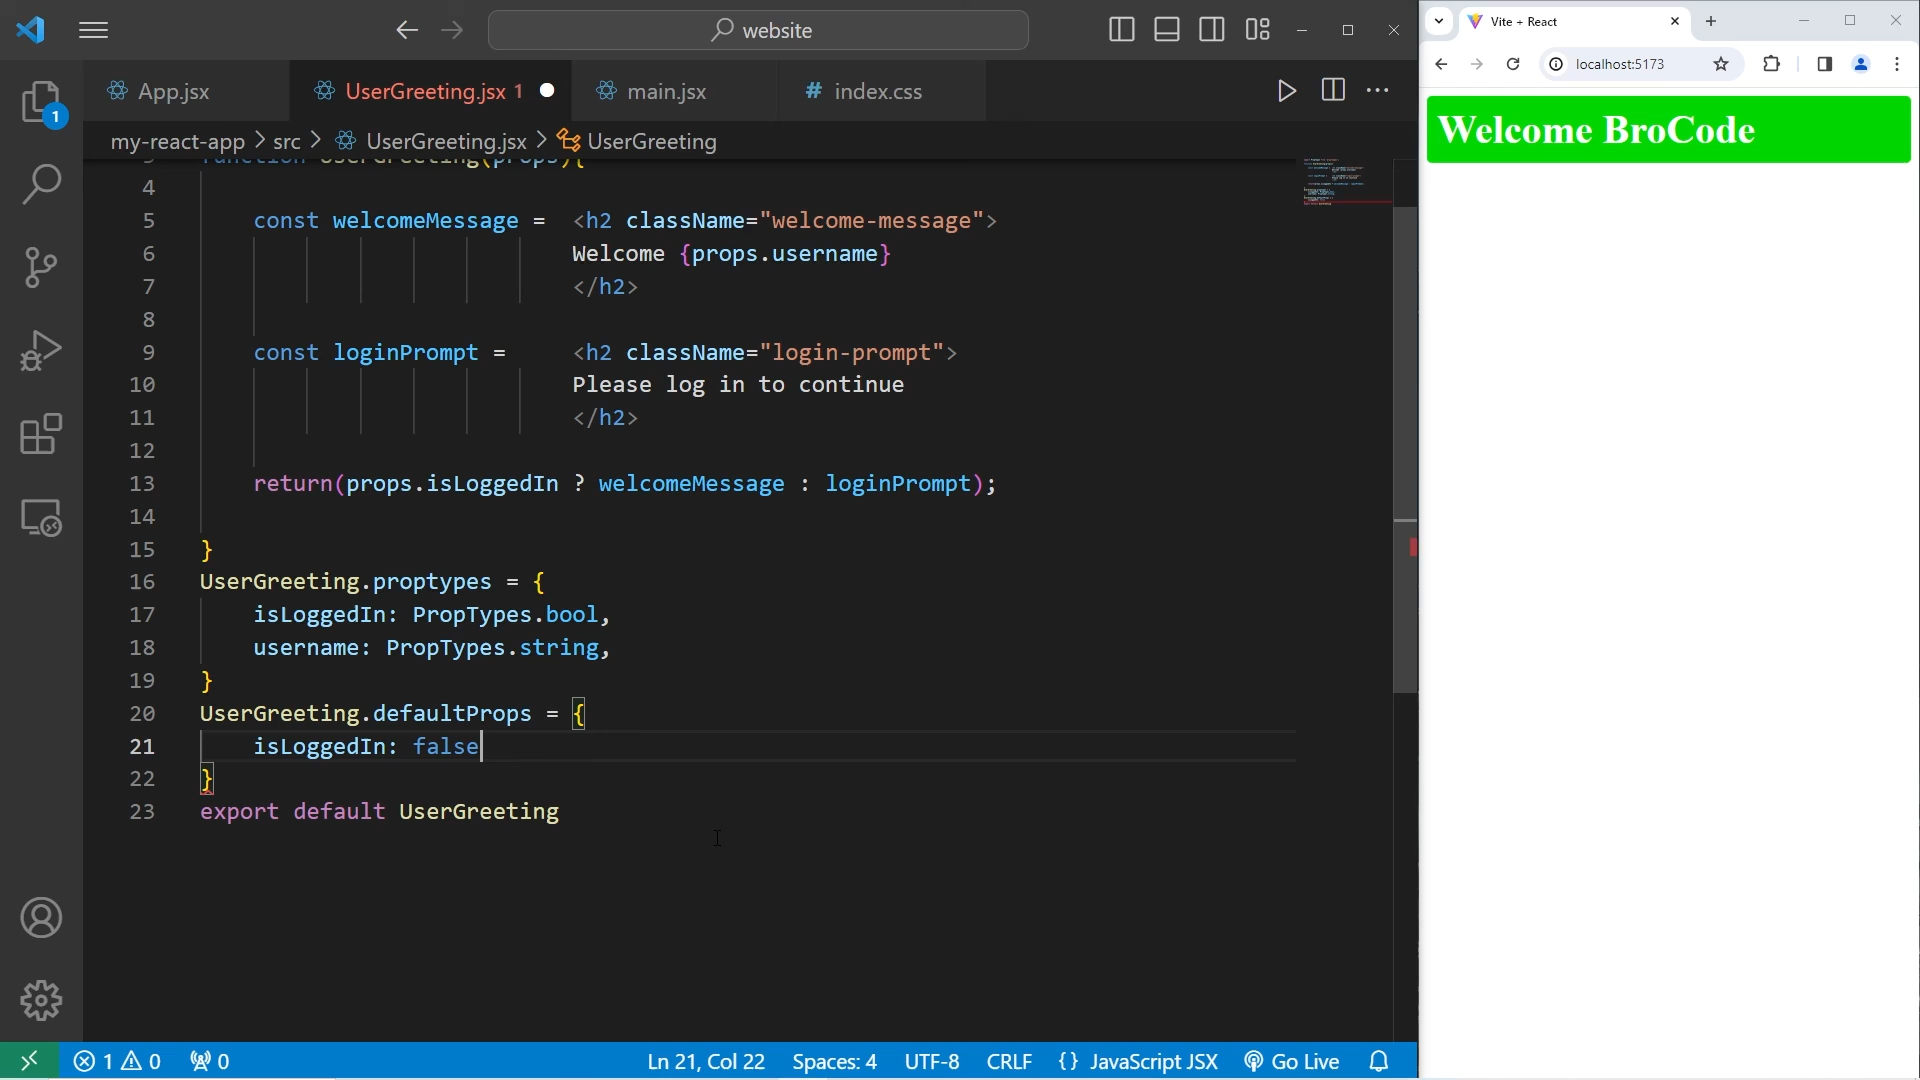 website
Vite + React
localhost:5173
App.jsx
UserGreeting.jsx 1
main.jsx
# index.css
my-react-app > src > UserGreeting.jsx > UserGreeting
1
Welcome BroCode
3 function UserGreeting(props){
4
5 const welcomeMessage = <h2 className="welcome-message">
6 Welcome {props.username}
7 </h2>
8
9 const loginPrompt = <h2 className="login-prompt">
10 Please log in to continue
11 </h2>
12
13 return(props.isLoggedIn ? welcomeMessage : loginPrompt);
14
15 }
16 UserGreeting.proptypes = {
17 isLoggedIn: PropTypes.bool,
18 username: PropTypes.string,
19 }
20 UserGreeting.defaultProps = {
21 isLoggedIn: false
22 }
23 export default UserGreeting
1 0 0 Ln 21, Col 22 Spaces: 4 UTF-8 CRLF {} JavaScript JSX Go Live